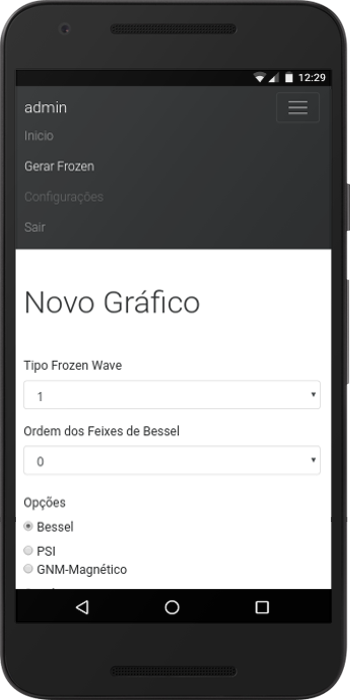 12:29
admin
Inicio
Gerar Frozen
Configurações
Sair
Novo Gráfico
Tipo Frozen Wave
1
Ordem dos Feixes de Bessel
0
Opções
Bessel
PSI
GNM-Magnético